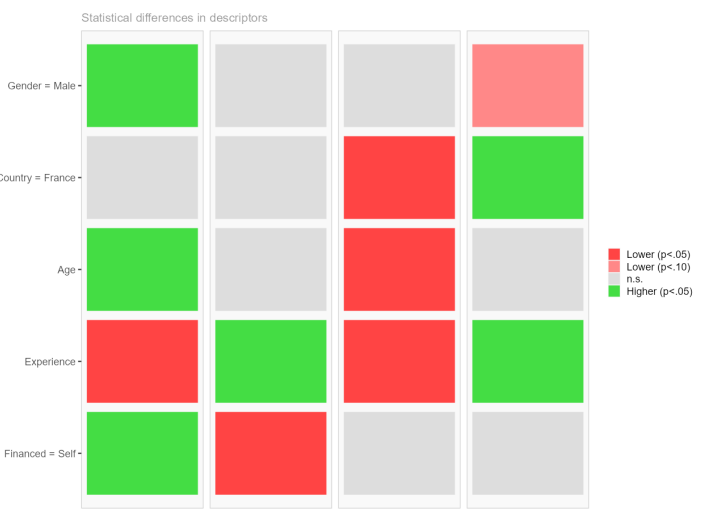 Statistical differences in descriptors
Gender = Male
Country = France
Age
Experience
Financed = Self
Lower (p<.05)
Lower (p<.10)
n.s.
Higher (p<.05)